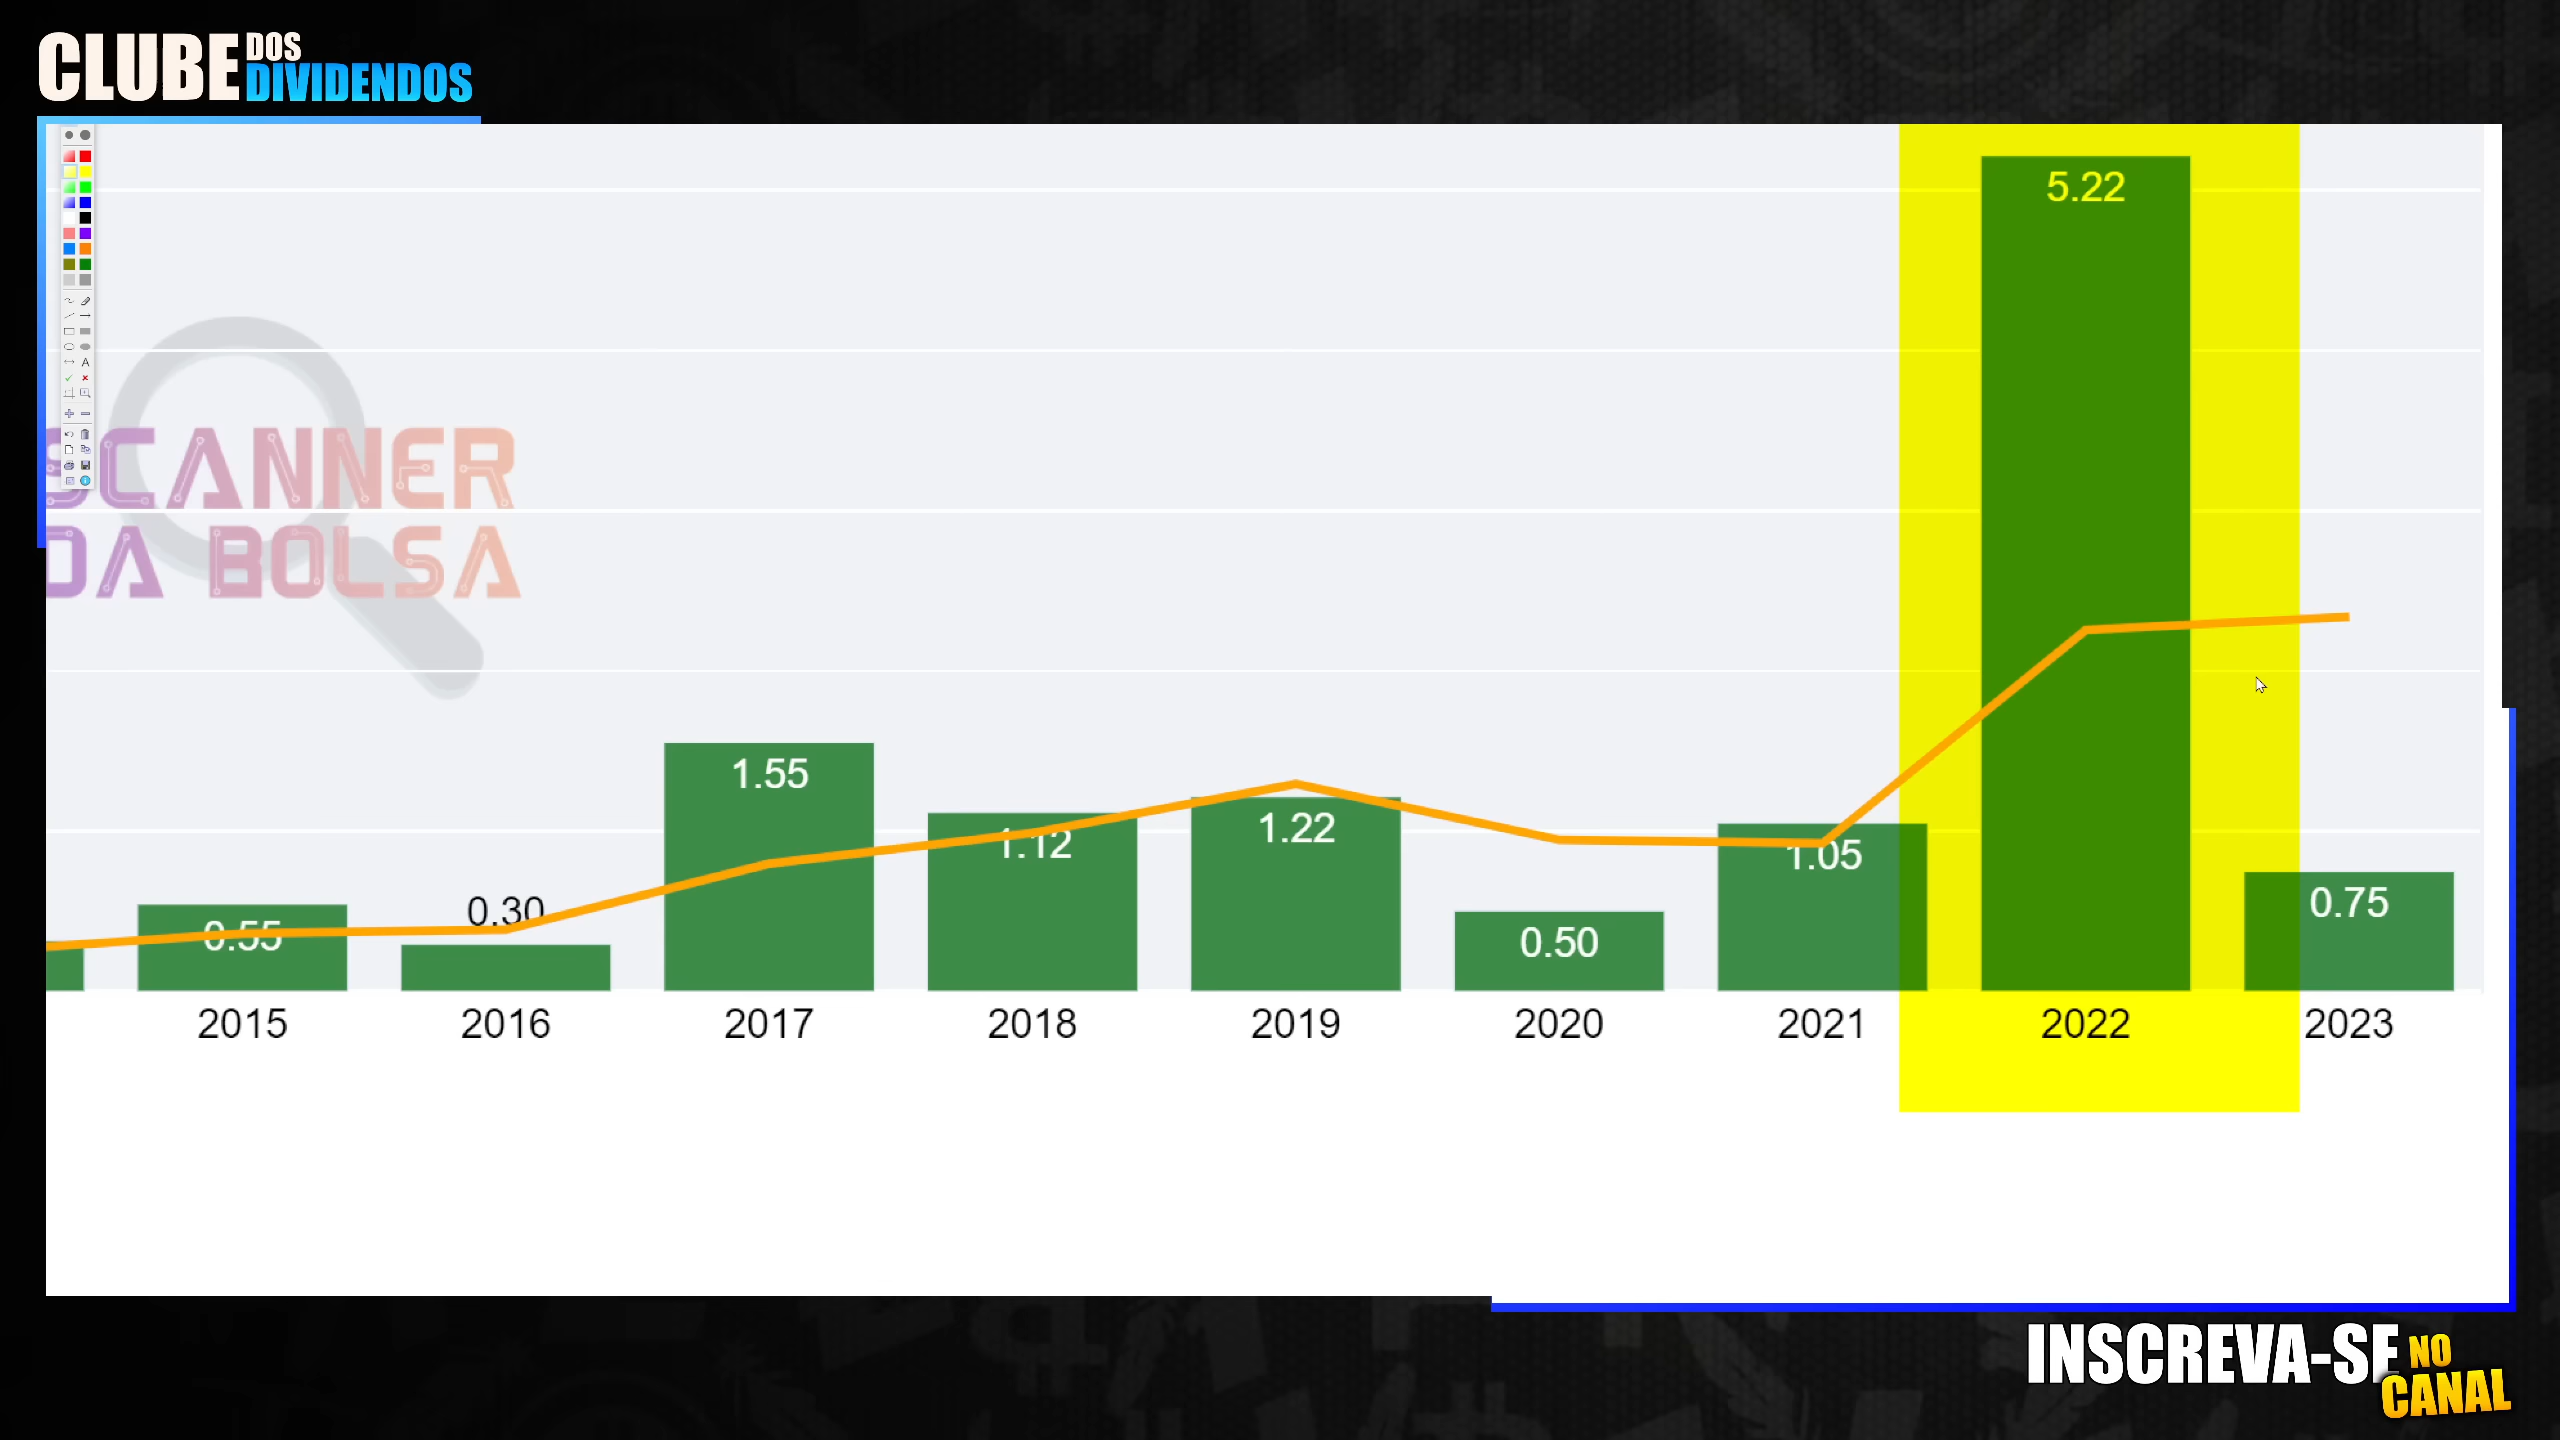 CLUBE DOS
DIVIDENDOS
5.22
SCANNER
DA BOLSA
1.55
1.12
1.22
1.05
0.75
0.30
0.55
0.50
2015 2016 2017 2018 2019 2020 2021 2022 2023
INSCREVA-SE NO
CANAL